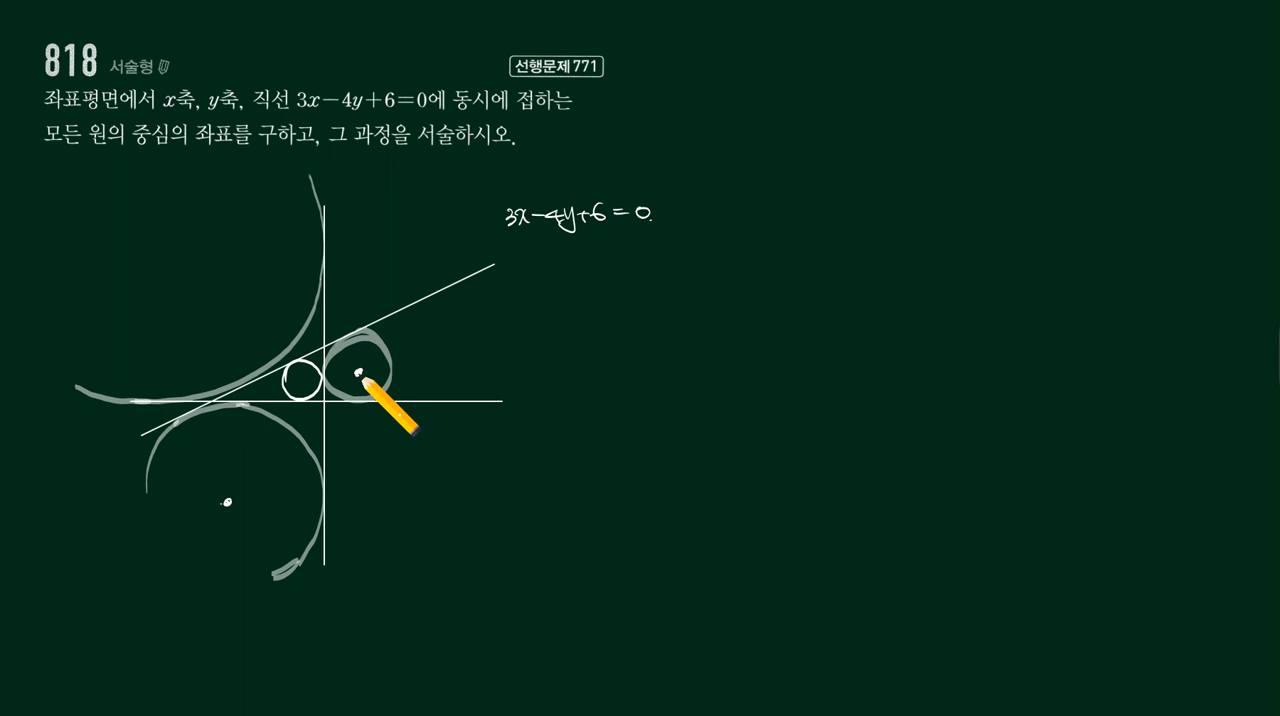 818 서술형
선행문제 771
좌표평면에서 x축, y축, 직선 3x−4y+6=0에 동시에 접하는
모든 원의 중심의 좌표를 구하고, 그 과정을 서술하시오.
3x−4y+6=0.